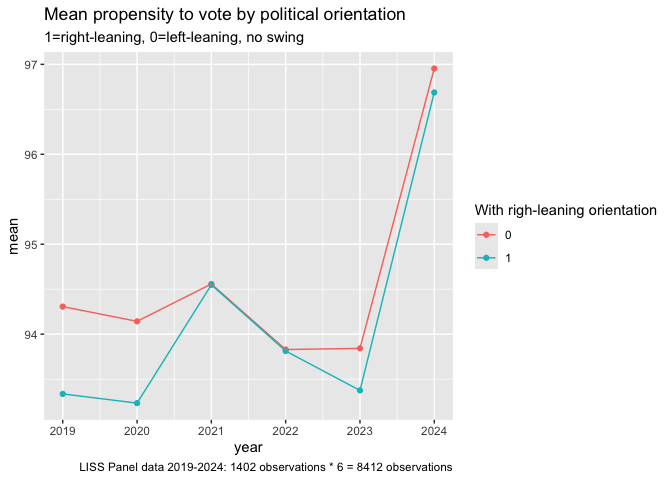 Mean propensity to vote by political orientation
1=right-leaning, 0=left-leaning, no swing
97
96
95
94
mean
2019 2020 2021 2022 2023 2024
year
With righ-leaning orientation
0
1
LISS Panel data 2019-2024: 1402 observations * 6 = 8412 observations